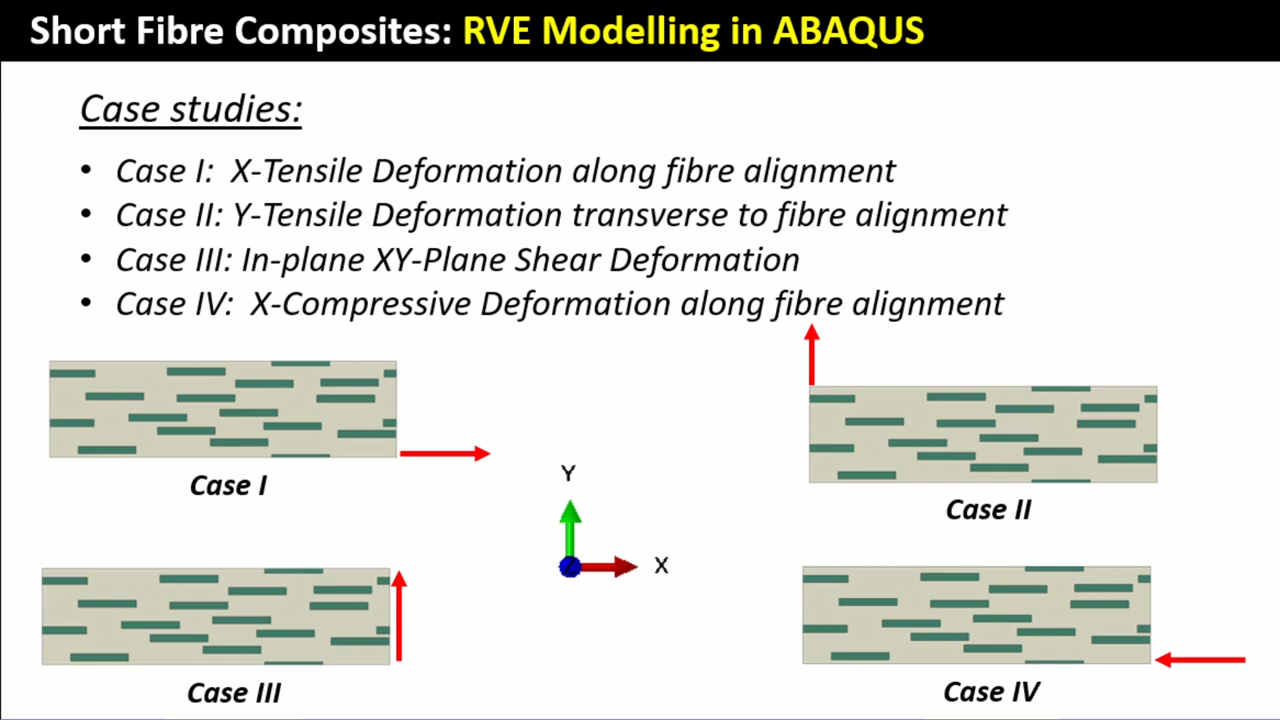 Short Fibre Composites: RVE Modelling in ABAQUS
Case studies:
• Case I: X-Tensile Deformation along fibre alignment
• Case II: Y-Tensile Deformation transverse to fibre alignment
• Case III: In-plane XY-Plane Shear Deformation
• Case IV: X-Compressive Deformation along fibre alignment
Case I
Y
Case II
Z X
Case III
Case IV